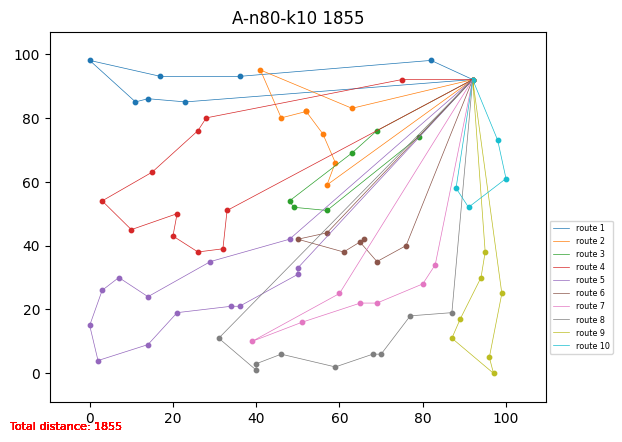 A-n80-k10 1855
100
80
60
40
20
0
0 20 40 60 80 100
route 1
route 2
route 3
route 4
route 5
route 6
route 7
route 8
route 9
route 10
Total distance: 1855